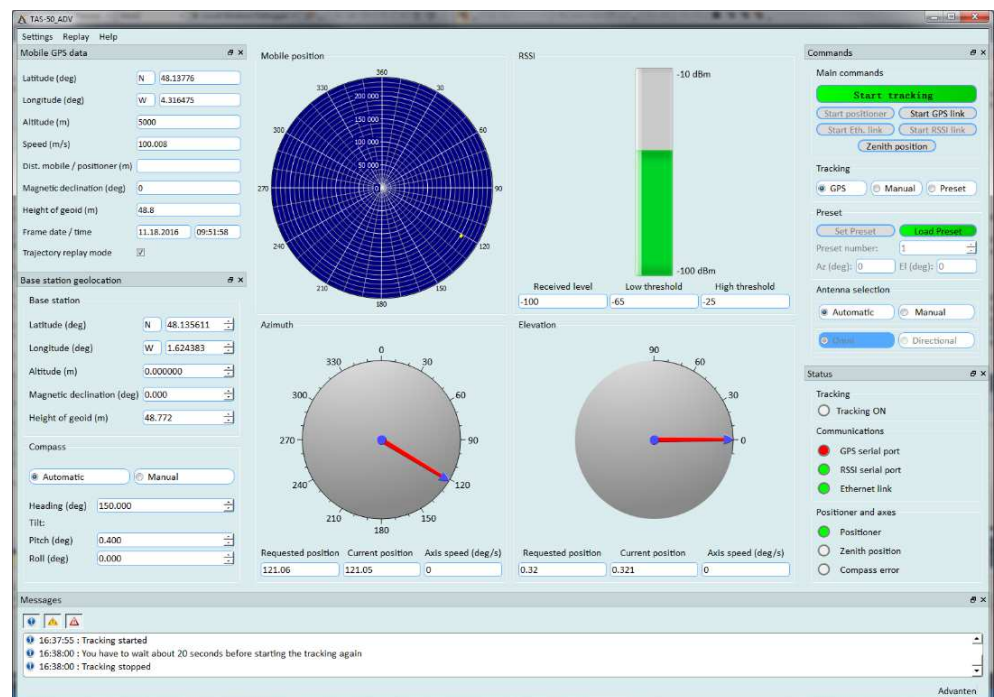 TAS-50_ADV
Settings Replay Help
Mobile GPS data
Latitude (deg) N 48.13776
Longitude (deg) W 4.316475
Altitude (m) 5000
Speed (m/s) 100.008
Dist. mobile / positioner (m)
Magnetic declination (deg) 0
Height of geoid (m) 48.8
Frame date / time 11.18.2016 09:51:58
Trajectory replay mode
Base station geolocation
Base station
Latitude (deg) N 48.135611
Longitude (deg) W 1.624383
Altitude (m) 0.000000
Magnetic declination (deg) 0.000
Height of geoid (m) 48.772
Compass
Automatic Manual
Heading (deg) 150.000
Tilt:
Pitch (deg) 0.400
Roll (deg) 0.000
Mobile position
360
330
200 000
300 150 000 60
100 000
50 000
270 0 90
240 120
210 150
180
RSSI
-10 dBm
-100 dBm
Received level Low threshold High threshold
-100 -65 -25
Azimuth
0
330 30
300 60
270 90
240 120
210 150
180
Requested position Current position Axis speed (deg/s)
121.06 121.05 0
Elevation
90
60
30
0
Requested position Current position Axis speed (deg/s)
0.32 0.321 0
Commands
Main commands
Start tracking
Start positioner Start GPS link
Start Eth. link Start RSSI link
Zenith position
Tracking
GPS Manual Preset
Preset
Set Preset Load Preset
Preset number: 1
Az (deg): 0 El (deg): 0
Antenna selection
Automatic Manual
Omni Directional
Status
Tracking
Tracking ON
Communications
GPS serial port
RSSI serial port
Ethernet link
Positioner and axes
Positioner
Zenith position
Compass error
Messages
16:37:55 : Tracking started
16:38:00 : You have to wait about 20 seconds before starting the tracking again
16:38:00 : Tracking stopped
Advanten